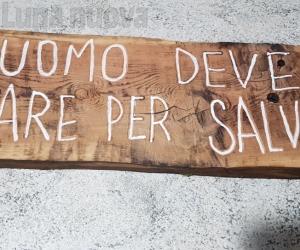 Luna nuova
UOMO DEVE
ARE PER SALV